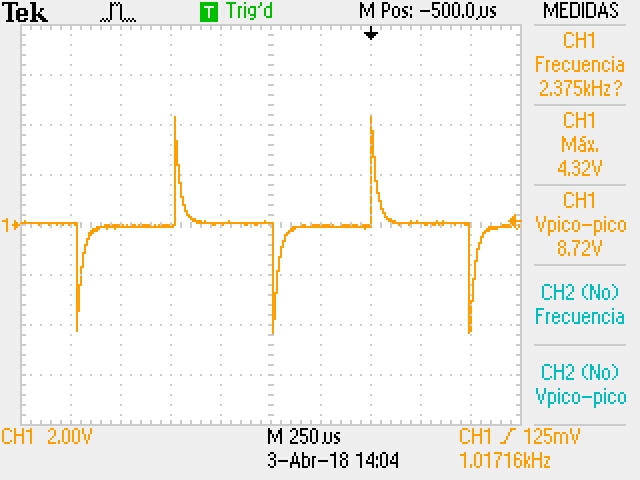 Tek T Trig'd M Pos: -500.0µs MEDIDAS
CH1
Frecuencia
2.375kHz?
CH1
Máx.
4.32V
CH1
Vpico-pico
8.72V
CH2 (No)
Frecuencia
CH2 (No)
Vpico-pico
1
CH1 2.00V M 250µs CH1 125mV
3-Abr-18 14:04 1.01716kHz